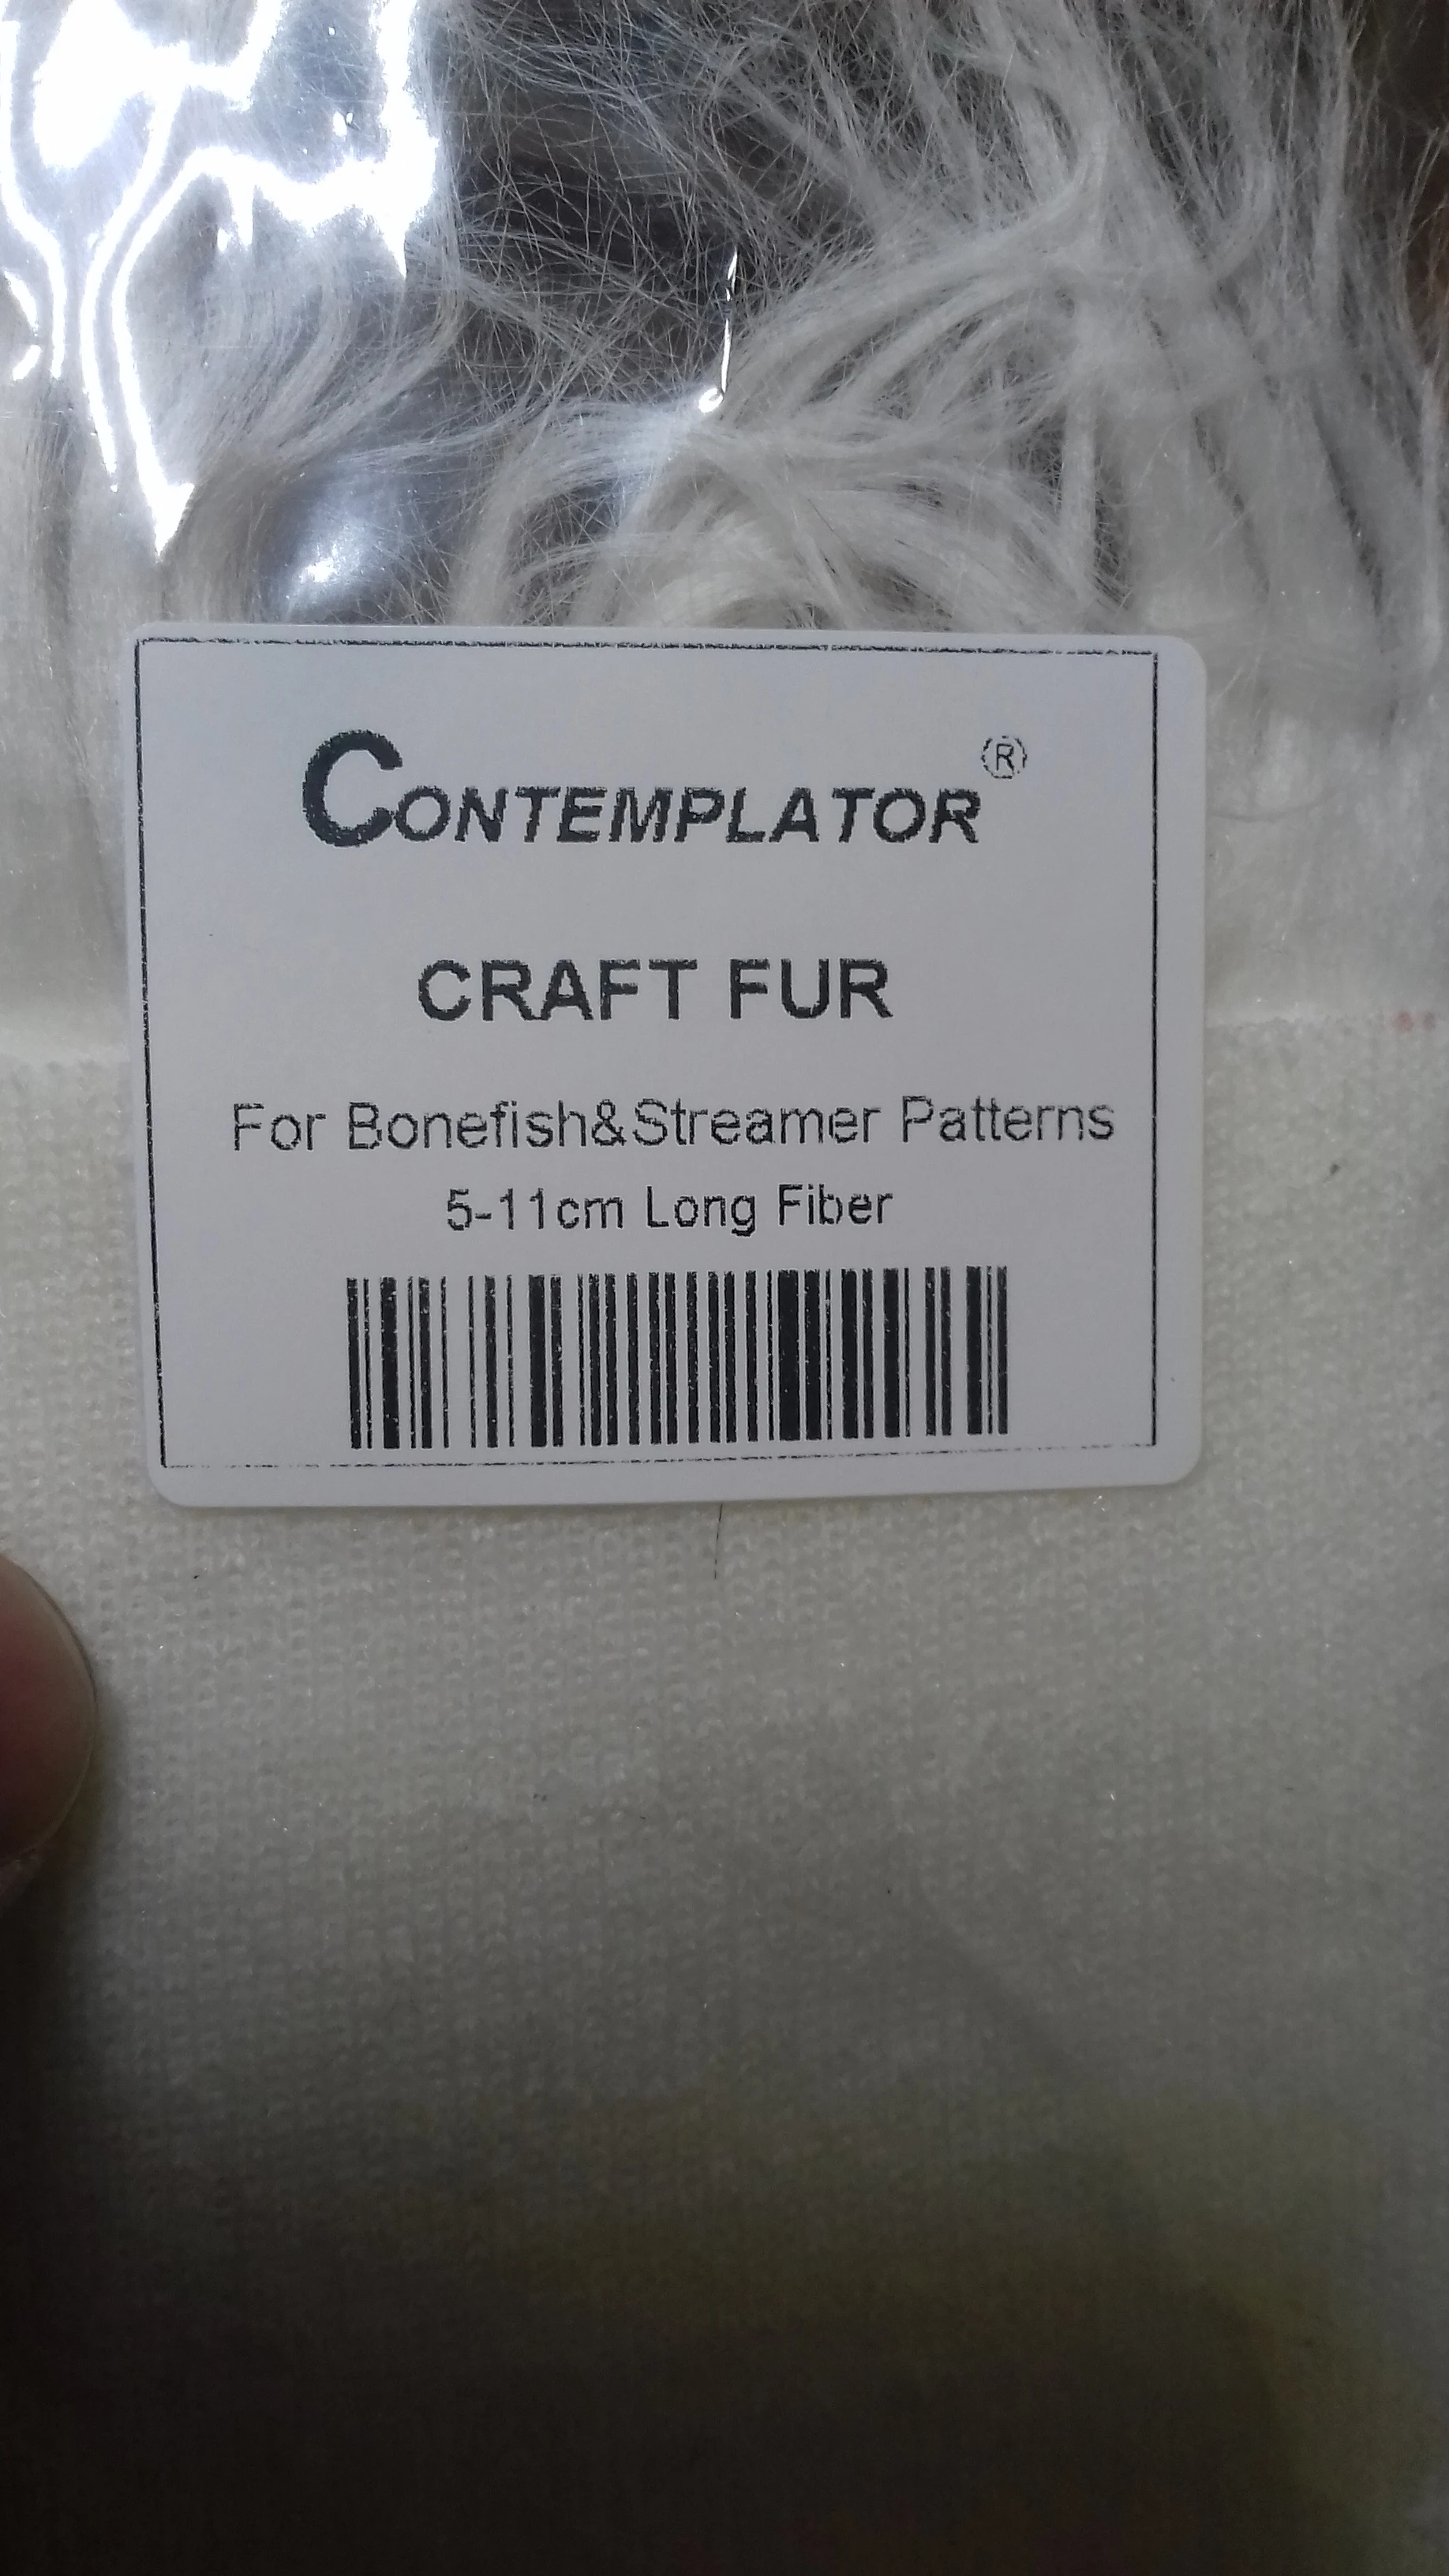 CONTEMPLATOR®
CRAFT FUR
For Bonefish&Streamer Patterns
5-11cm Long Fiber